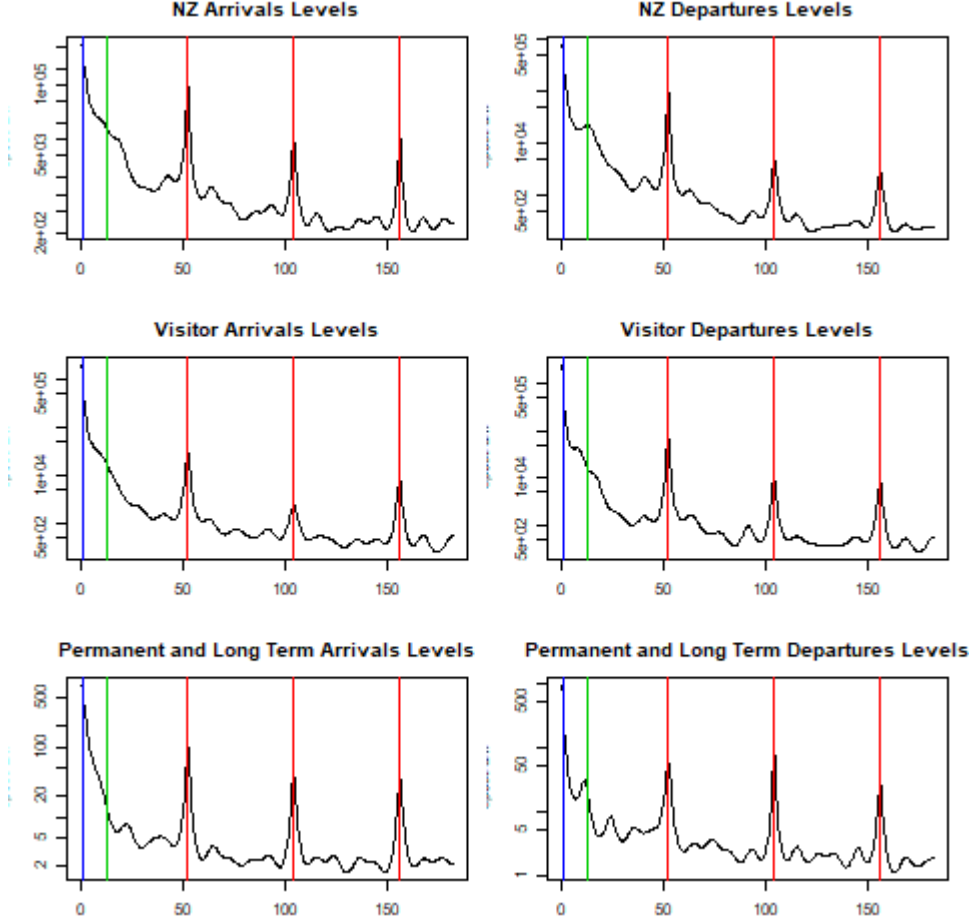 NZ Arrivals Levels
1e+05
5e+03
2e+02
0 50 100 150
NZ Departures Levels
5e+05
1e+04
5e+02
0 50 100 150
Visitor Arrivals Levels
5e+05
1e+04
5e+02
0 50 100 150
Visitor Departures Levels
5e+05
1e+04
5e+02
0 50 100 150
Permanent and Long Term Arrivals Levels
500
100
20
5
2
0 50 100 150
Permanent and Long Term Departures Levels
500
50
5
1
0 50 100 150